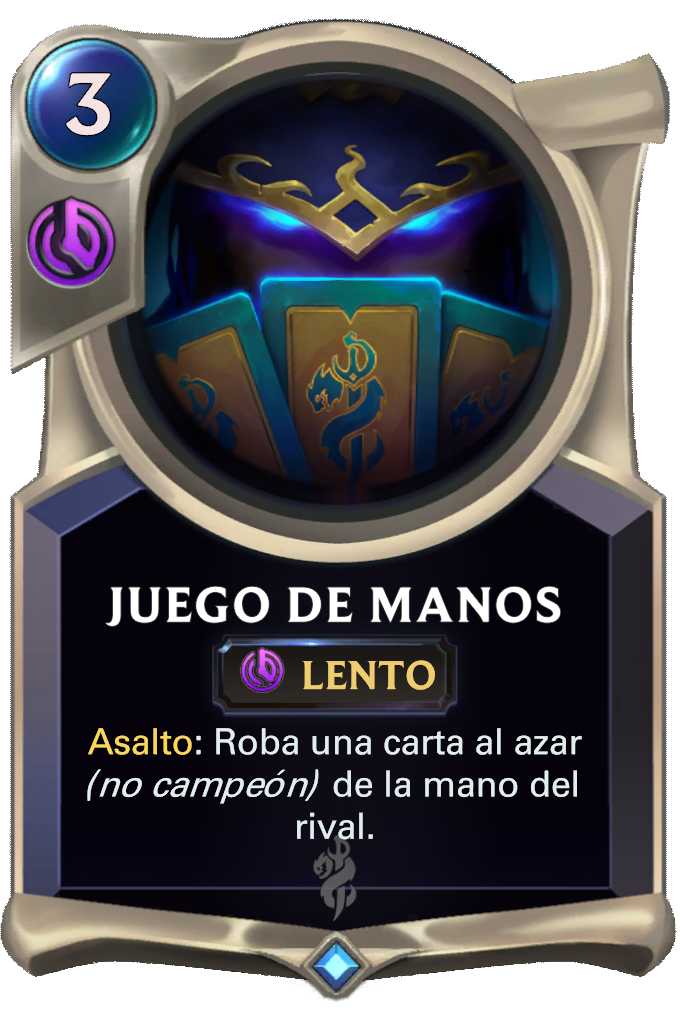 3
JUEGO DE MANOS
LENTO
Asalto: Roba una carta al azar
(no campeón) de la mano del
rival.